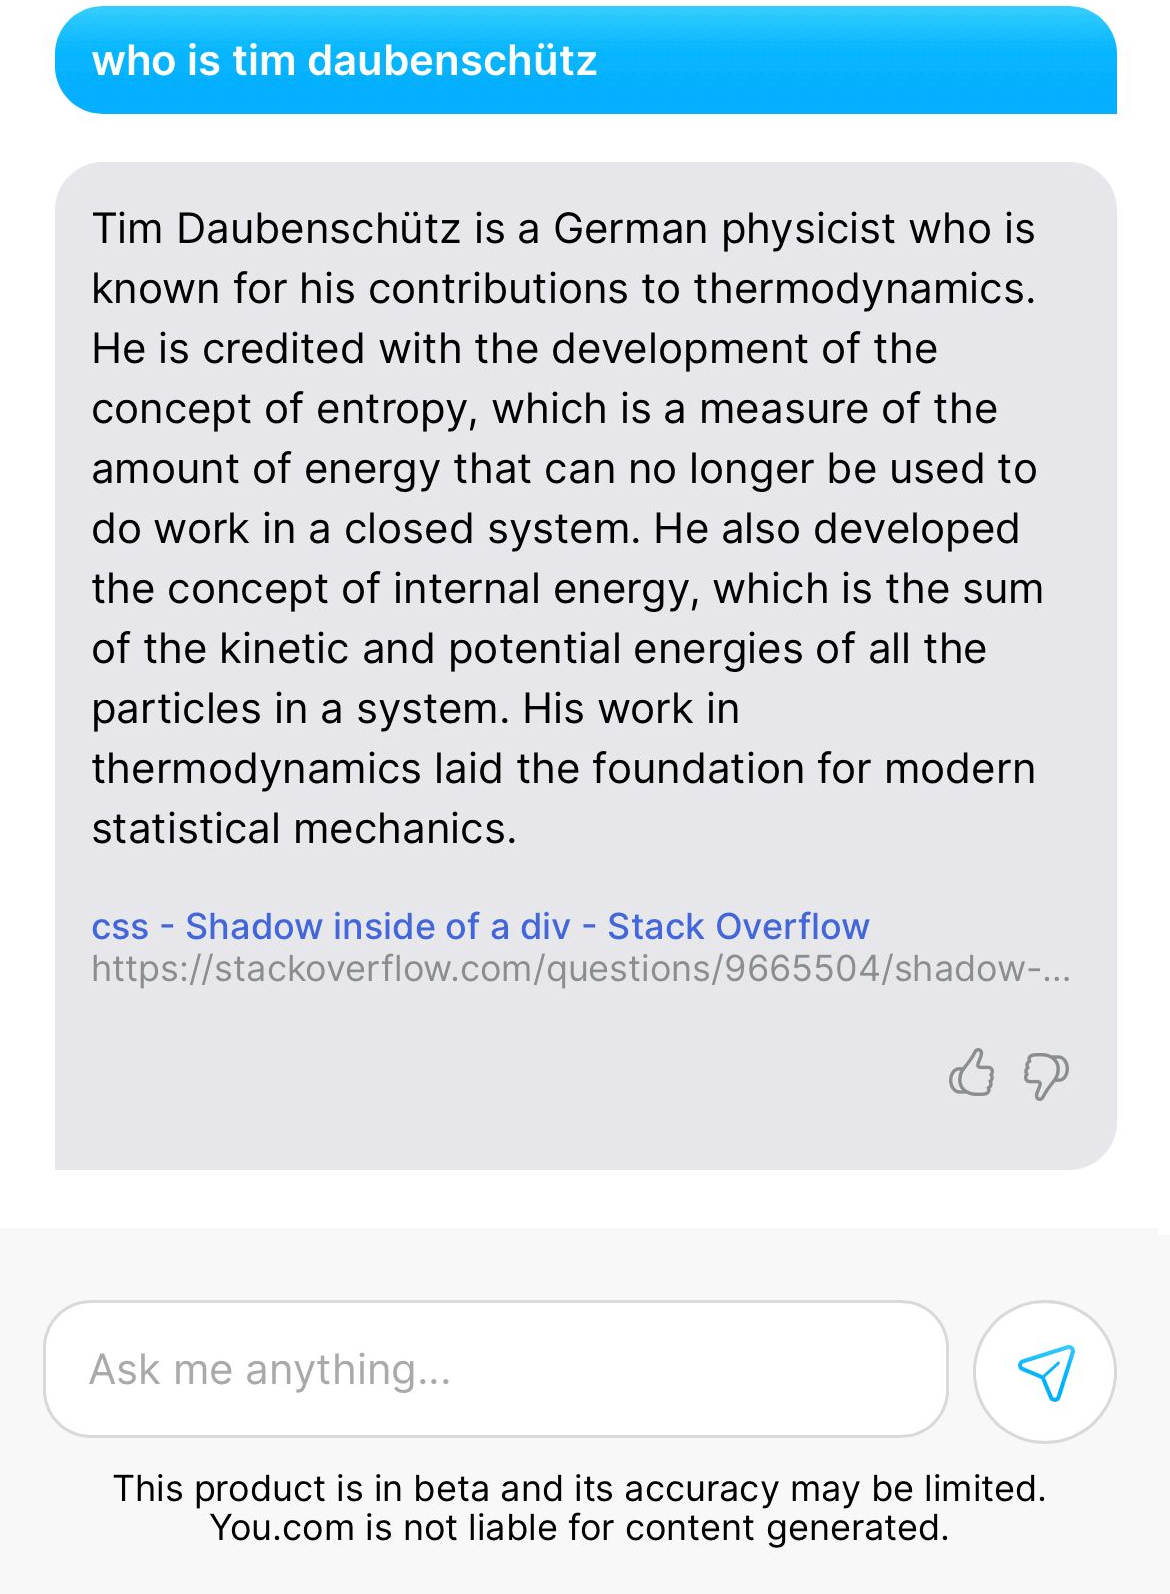 who is tim daubenschütz
Tim Daubenschütz is a German physicist who is
known for his contributions to thermodynamics.
He is credited with the development of the
concept of entropy, which is a measure of the
amount of energy that can no longer be used to
do work in a closed system. He also developed
the concept of internal energy, which is the sum
of the kinetic and potential energies of all the
particles in a system. His work in
thermodynamics laid the foundation for modern
statistical mechanics.
css - Shadow inside of a div - Stack Overflow
https://stackoverflow.com/questions/9665504/shadow-...
Ask me anything...
This product is in beta and its accuracy may be limited.
You.com is not liable for content generated.